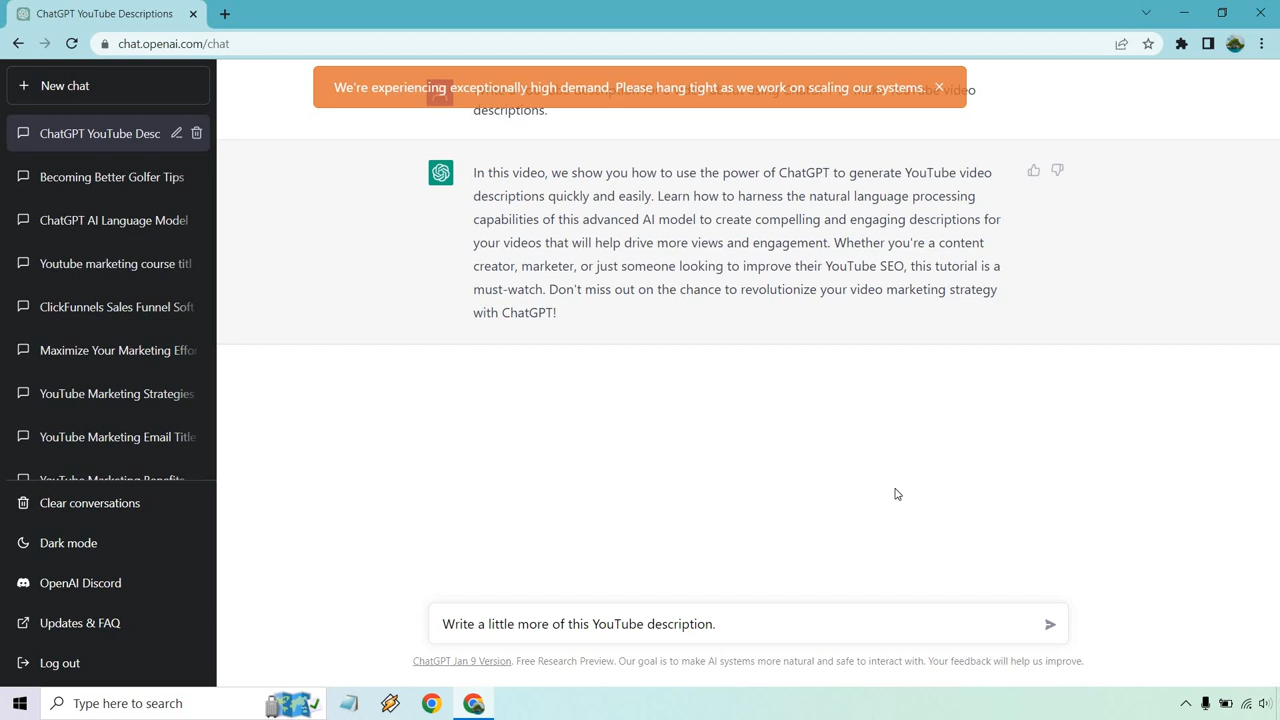 ChatGPT YouTube Descriptions
chat.openai.com/chat
New chat
ChatGPT YouTube Desc
Becoming Better Golfer Tips
ChatGPT AI Language Model
Youtube marketing course titl
ClickFunnels Sales Funnel Soft
Maximize Your Marketing Effor
YouTube Marketing Strategies
YouTube Marketing Email Title
YouTube Marketing Benefits
Clear conversations
Dark mode
OpenAI Discord
Updates & FAQ
Log out
We're experiencing exceptionally high demand. Please hang tight as we work on scaling our systems.
descriptions.
In this video, we show you how to use the power of ChatGPT to generate YouTube video
descriptions quickly and easily. Learn how to harness the natural language processing
capabilities of this advanced AI model to create compelling and engaging descriptions for
your videos that will help drive more views and engagement. Whether you're a content
creator, marketer, or just someone looking to improve their YouTube SEO, this tutorial is a
must-watch. Don't miss out on the chance to revolutionize your video marketing strategy
with ChatGPT!
Write a little more of this YouTube description.
ChatGPT Jan 9 Version. Free Research Preview. Our goal is to make AI systems more natural and safe to interact with. Your feedback will help us improve.
Type here to search